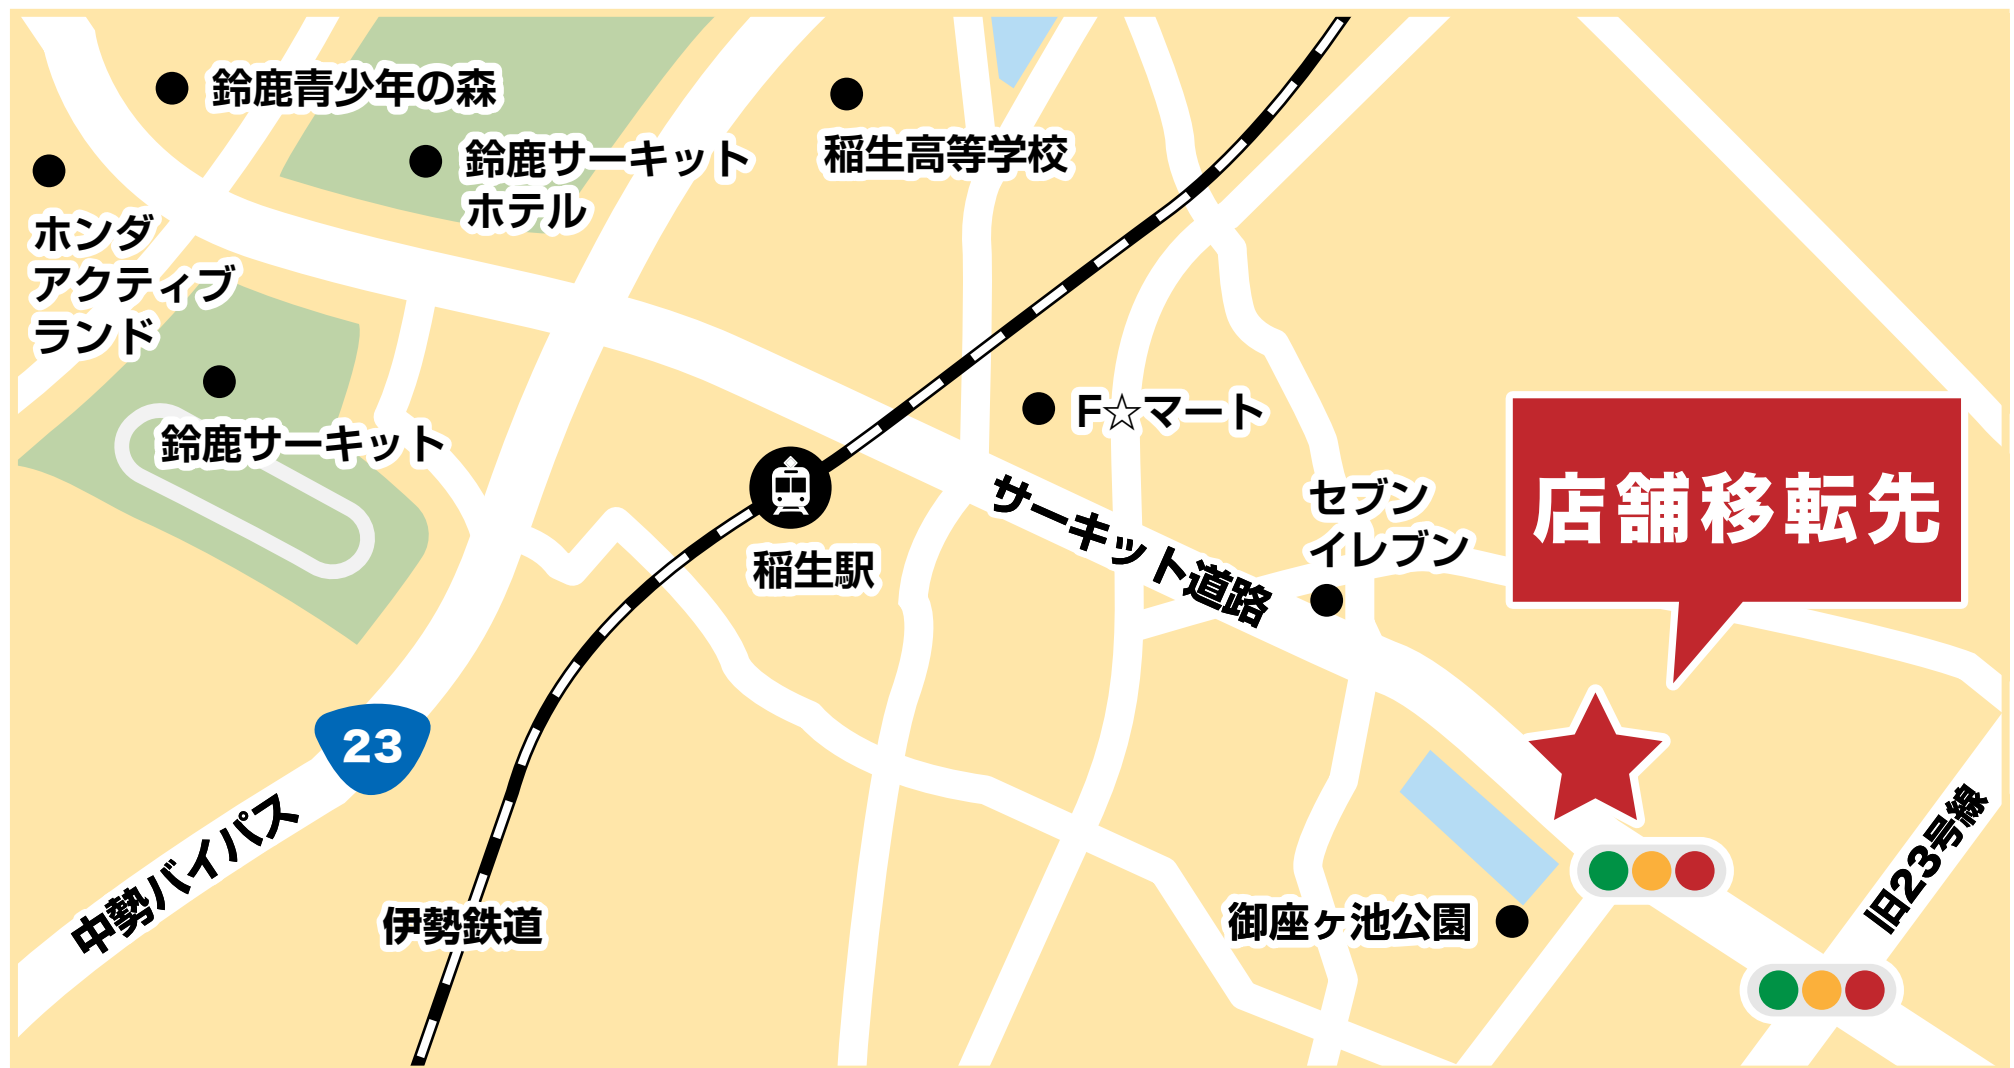 鈴鹿青少年の森
鈴鹿サーキット
ホテル
稲生高等学校
ホンダ
アクティブ
ランド
鈴鹿サーキット
F☆マート
サーキット道路
セブン
イレブン
店舗移転先
稲生駅
23
中勢バイパス
伊勢鉄道
御座ヶ池公園
旧23号線